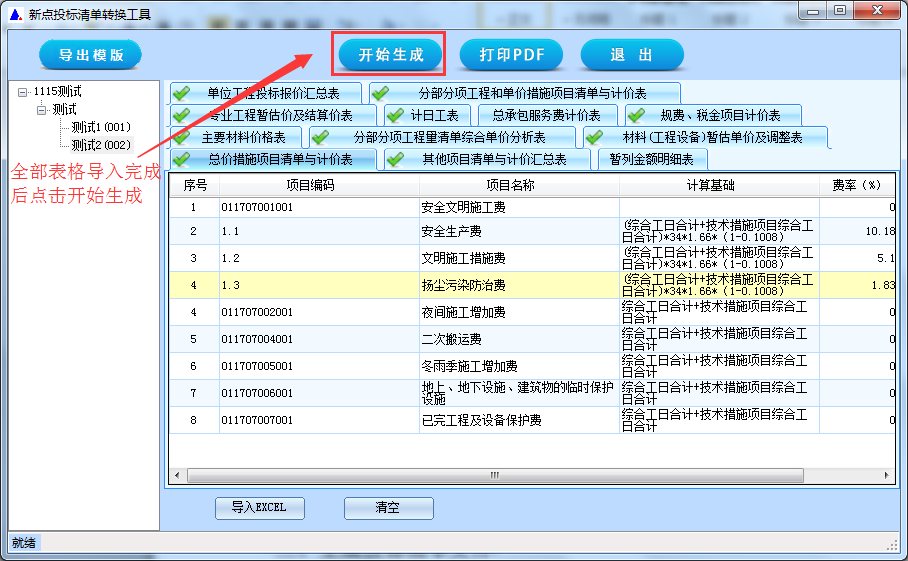 新点投标清单转换工具
导出模版
开始生成
打印PDF
退 出
1115测试
测试
测试1(001)
测试2(002)
全部表格导入完成
后点击开始生成
单位工程投标报价汇总表
分部分项工程和单价措施项目清单与计价表
专业工程暂估价及结算价表
计日工表
总承包服务费计价表
规费、税金项目计价表
主要材料价格表
分部分项工程量清单综合单价分析表
材料(工程设备)暂估单价及调整表
总价措施项目清单与计价表
其他项目清单与计价汇总表
暂列金额明细表
序号 项目编码 项目名称 计算基础 费率（%）
1 011707001001 安全文明施工费 0
2 1.1 安全生产费 (综合工日合计+技术措施项目综合工
日合计)*34*1.66*（1-0.1008） 10.18
3 1.2 文明施工措施费 (综合工日合计+技术措施项目综合工
日合计)*34*1.66*（1-0.1008） 5.1
4 1.3 扬尘污染防治费 (综合工日合计+技术措施项目综合工
日合计)*34*1.66*（1-0.1008） 1.83
4 011707002001 夜间施工增加费 综合工日合计+技术措施项目综合工
日合计 0
5 011707004001 二次搬运费 综合工日合计+技术措施项目综合工
日合计 0
6 011707005001 冬雨季施工增加费 综合工日合计+技术措施项目综合工
日合计 0
7 011707006001 地上、地下设施、建筑物的临时保护
设施 综合工日合计+技术措施项目综合工
日合计 0
8 011707007001 已完工程及设备保护费 综合工日合计+技术措施项目综合工
日合计 0
导入EXCEL
清空
就绪